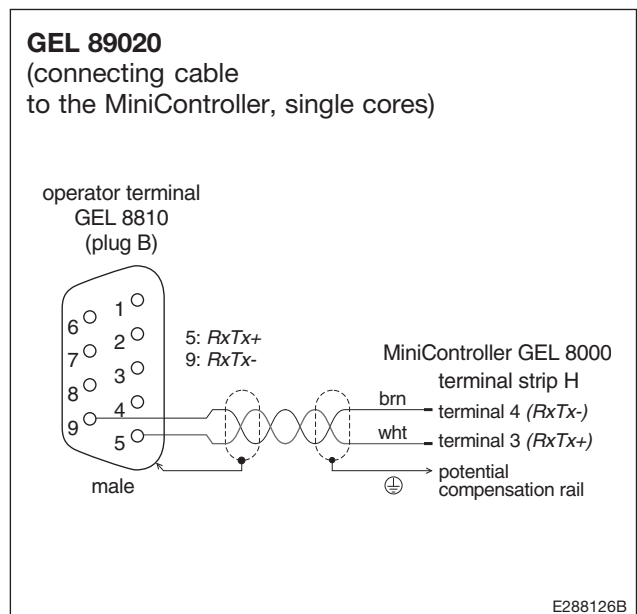 GEL 89020
(connecting cable
to the MiniController, single cores)
operator terminal
GEL 8810
(plug B)
1
6
2
7
3
8
4
9
5
male
5: RxTx+
9: RxTx-
MiniController GEL 8000
terminal strip H
brn
terminal 4 (RxTx-)
wht
terminal 3 (RxTx+)
potential
compensation rail
E288126B